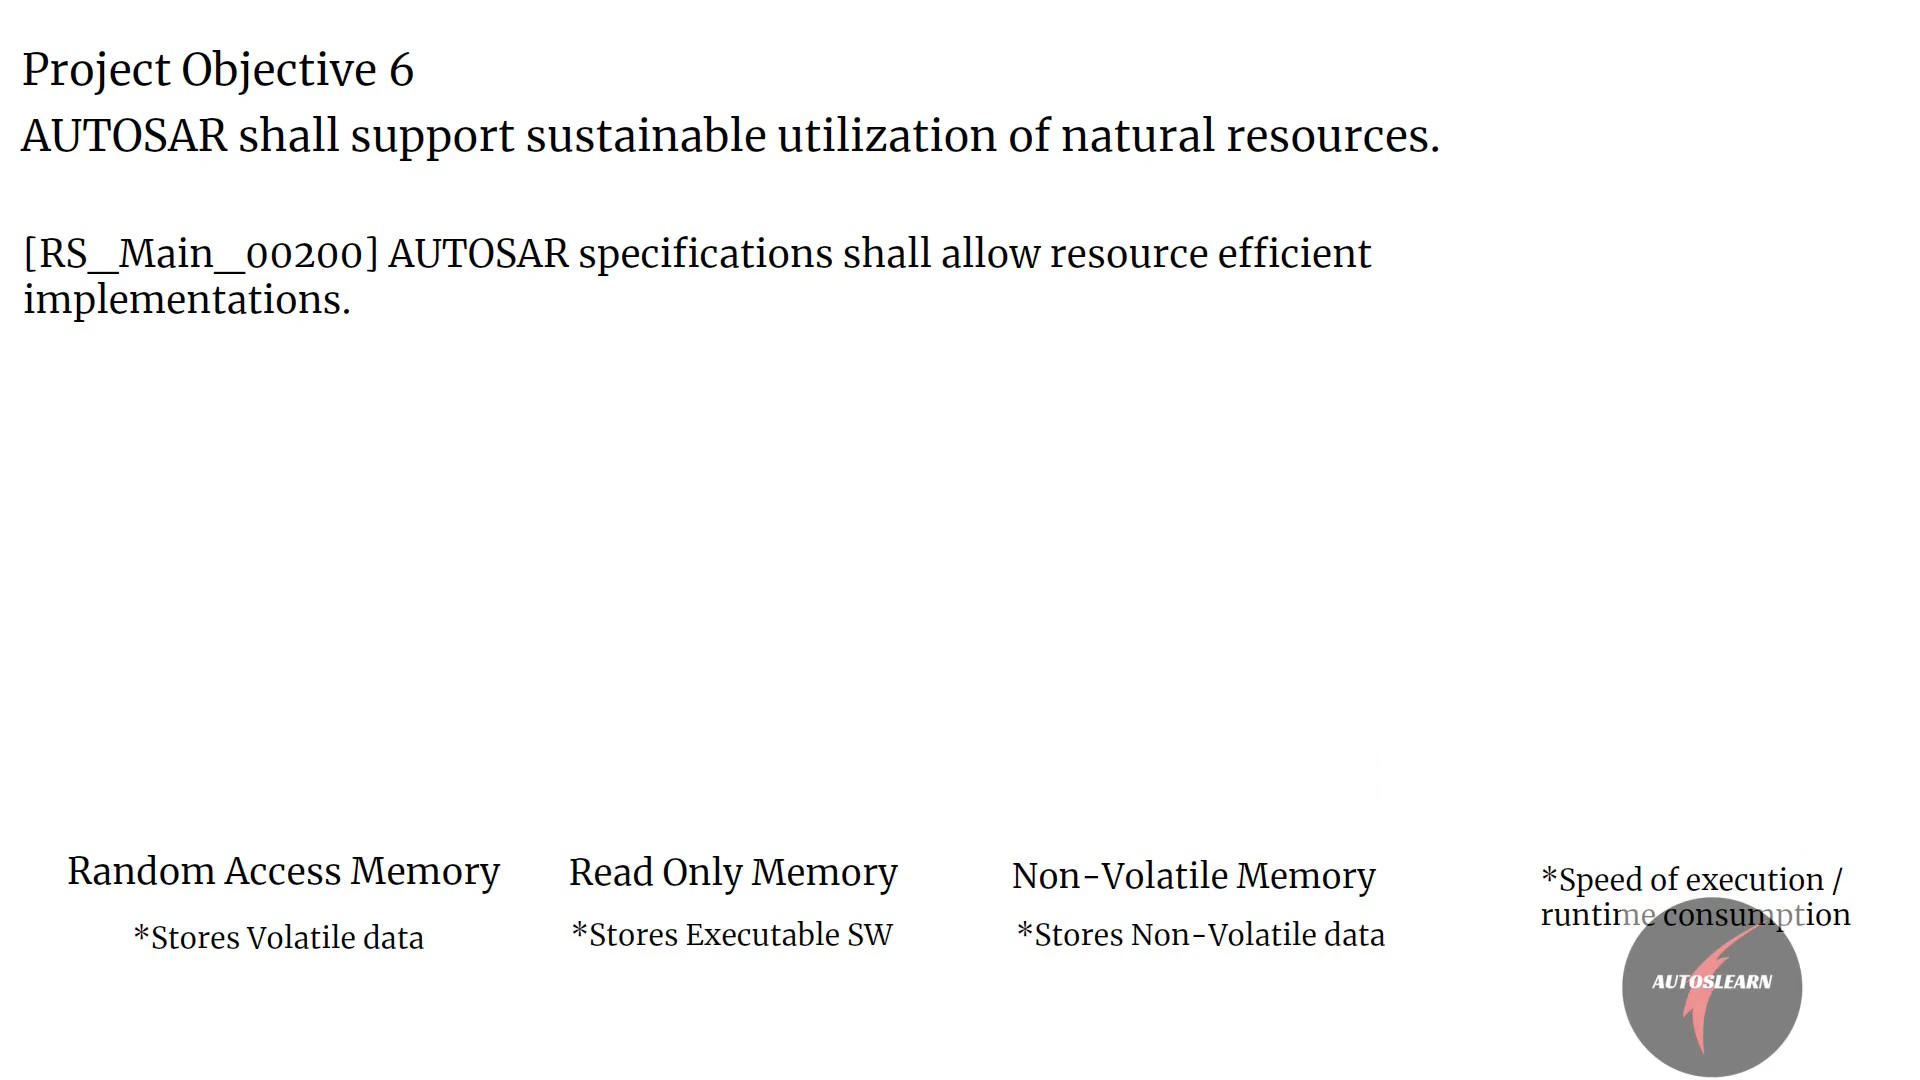 Project Objective 6
AUTOSAR shall support sustainable utilization of natural resources.
[RS_Main_00200] AUTOSAR specifications shall allow resource efficient
implementations.
Random Access Memory
*Stores Volatile data
Read Only Memory
*Stores Executable SW
Non-Volatile Memory
*Stores Non-Volatile data
*Speed of execution /
runtime consumption
AUTOSLEARN